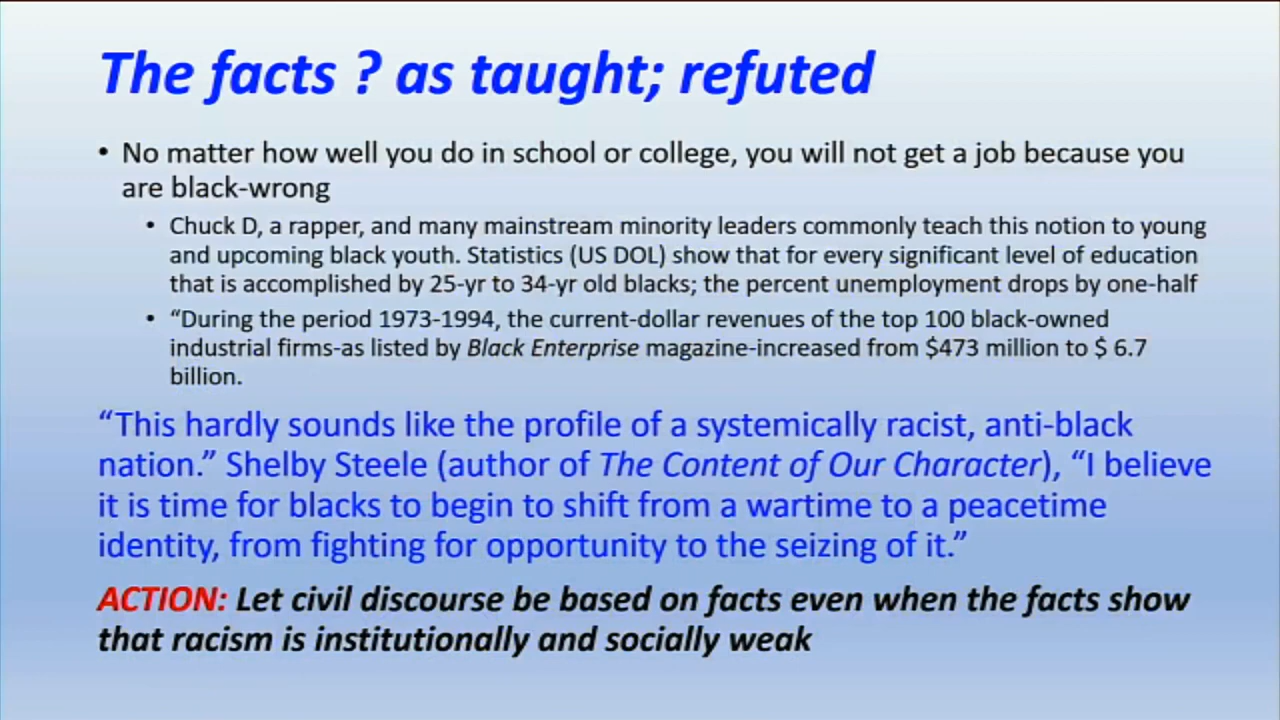 The facts ? as taught; refuted
• No matter how well you do in school or college, you will not get a job because you
are black-wrong
• Chuck D, a rapper, and many mainstream minority leaders commonly teach this notion to young
and upcoming black youth. Statistics (US DOL) show that for every significant level of education
that is accomplished by 25-yr to 34-yr old blacks; the percent unemployment drops by one-half
• “During the period 1973-1994, the current-dollar revenues of the top 100 black-owned
industrial firms-as listed by Black Enterprise magazine-increased from $473 million to $ 6.7
billion.
“This hardly sounds like the profile of a systemically racist, anti-black
nation.” Shelby Steele (author of The Content of Our Character), “I believe
it is time for blacks to begin to shift from a wartime to a peacetime
identity, from fighting for opportunity to the seizing of it.”
ACTION: Let civil discourse be based on facts even when the facts show
that racism is institutionally and socially weak